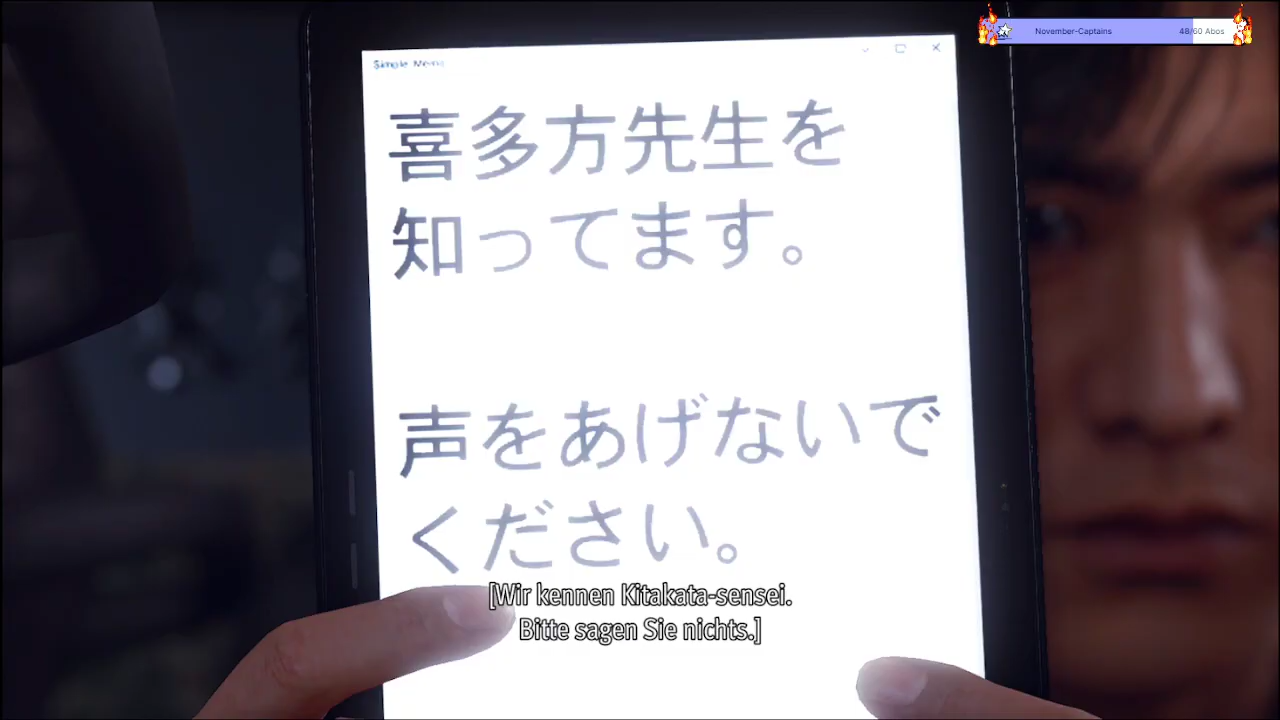 November-Captains 48/60 Abos
Simple Memo
喜多方先生を
知ってます。
声をあげないで
ください。
[Wir kennen Kitakata-sensei.
Bitte sagen Sie nichts.]